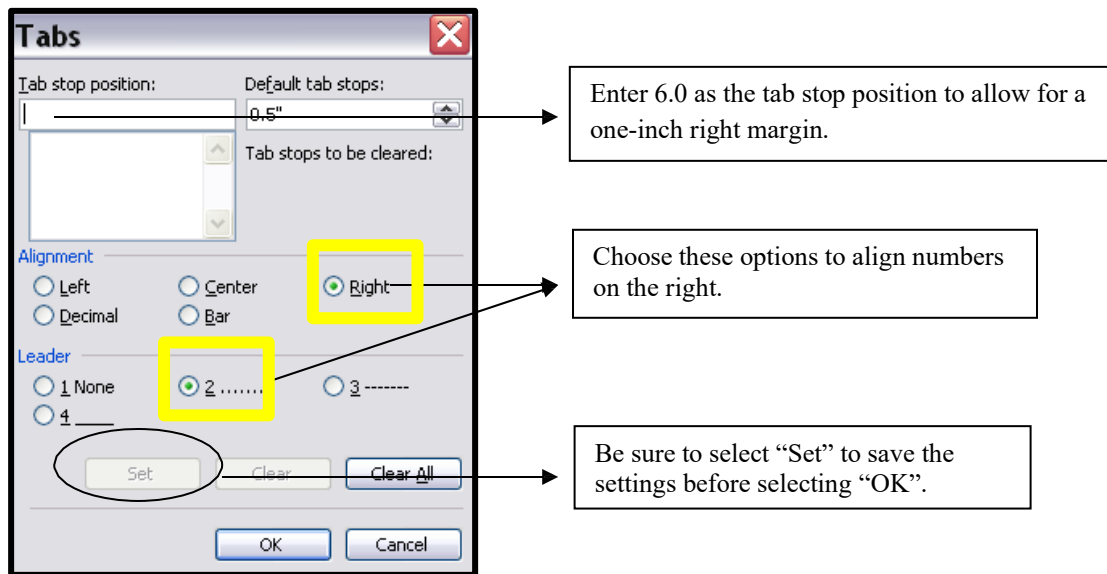 Tabs
Tab stop position:
Default tab stops:
0.5"
Tab stops to be cleared:
Enter 6.0 as the tab stop position to allow for a
one-inch right margin.
Alignment
Left
Center
Right
Decimal
Bar
Choose these options to align numbers
on the right.
Leader
1 None
2 .......
3 -------
4 ____
Set
Clear
Clear All
Be sure to select “Set” to save the
settings before selecting “OK”.
OK
Cancel